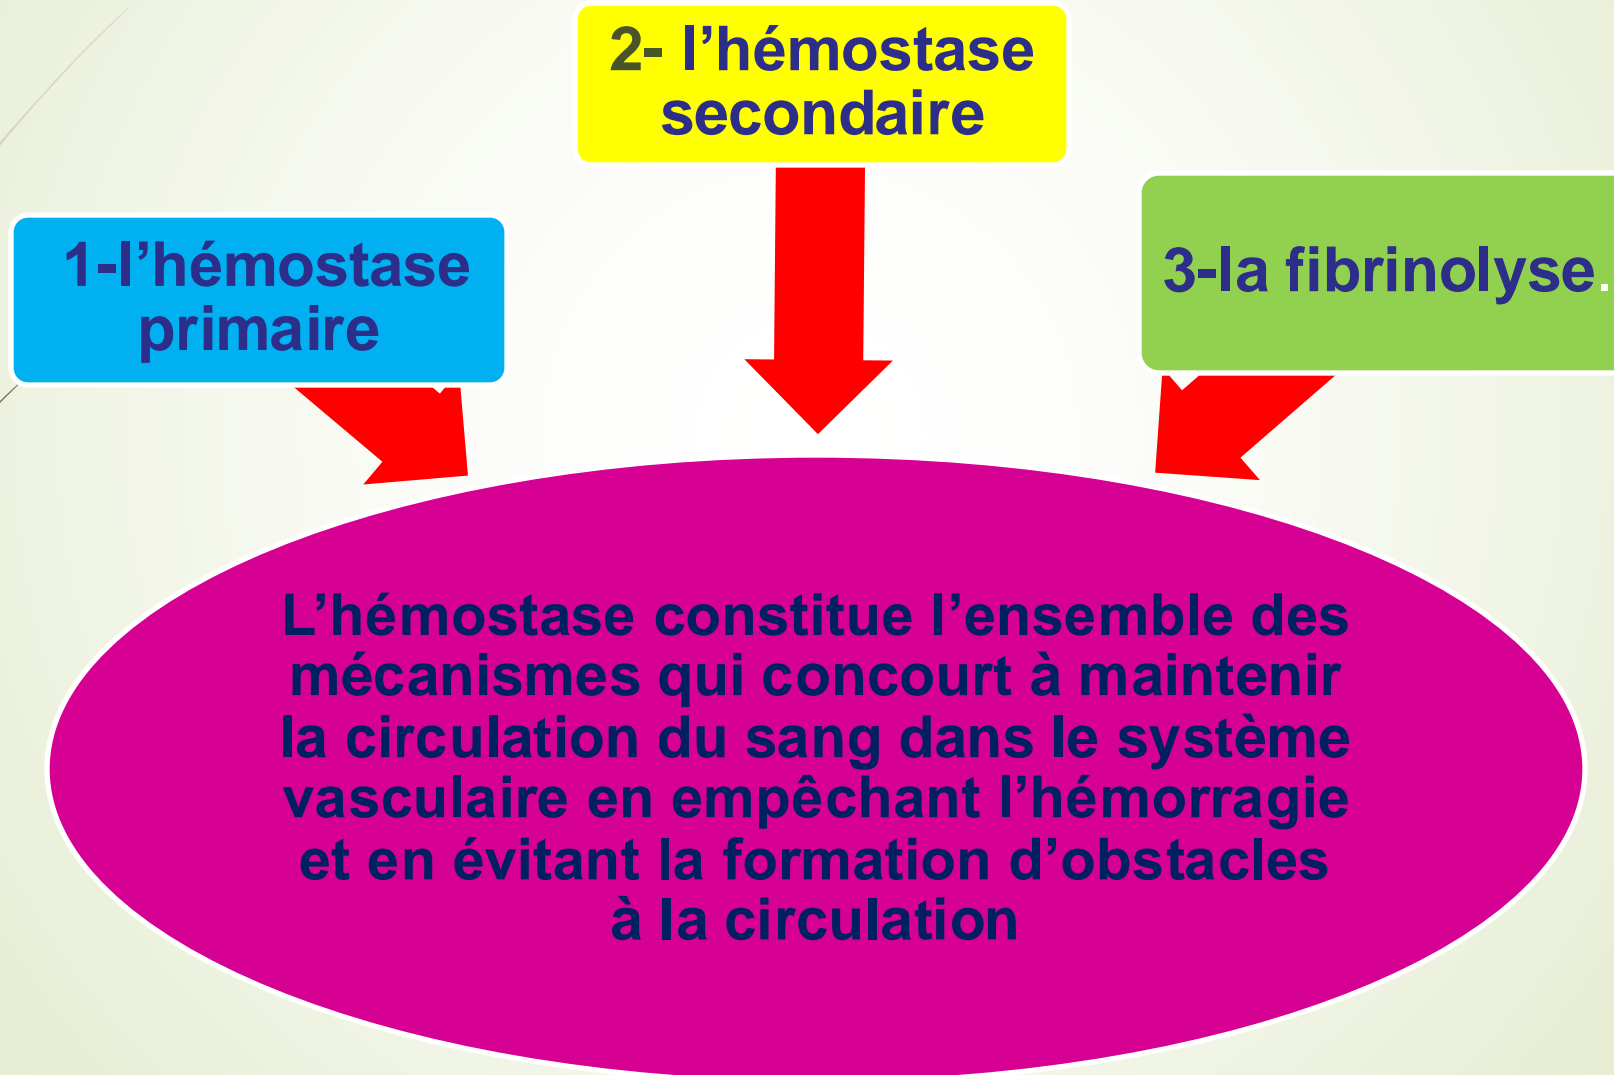 1-l’hémostase
primaire
2- l’hémostase
secondaire
3-la fibrinolyse.
L’hémostase constitue l’ensemble des
mécanismes qui concourt à maintenir
la circulation du sang dans le système
vasculaire en empêchant l’hémorragie
et en évitant la formation d’obstacles
à la circulation